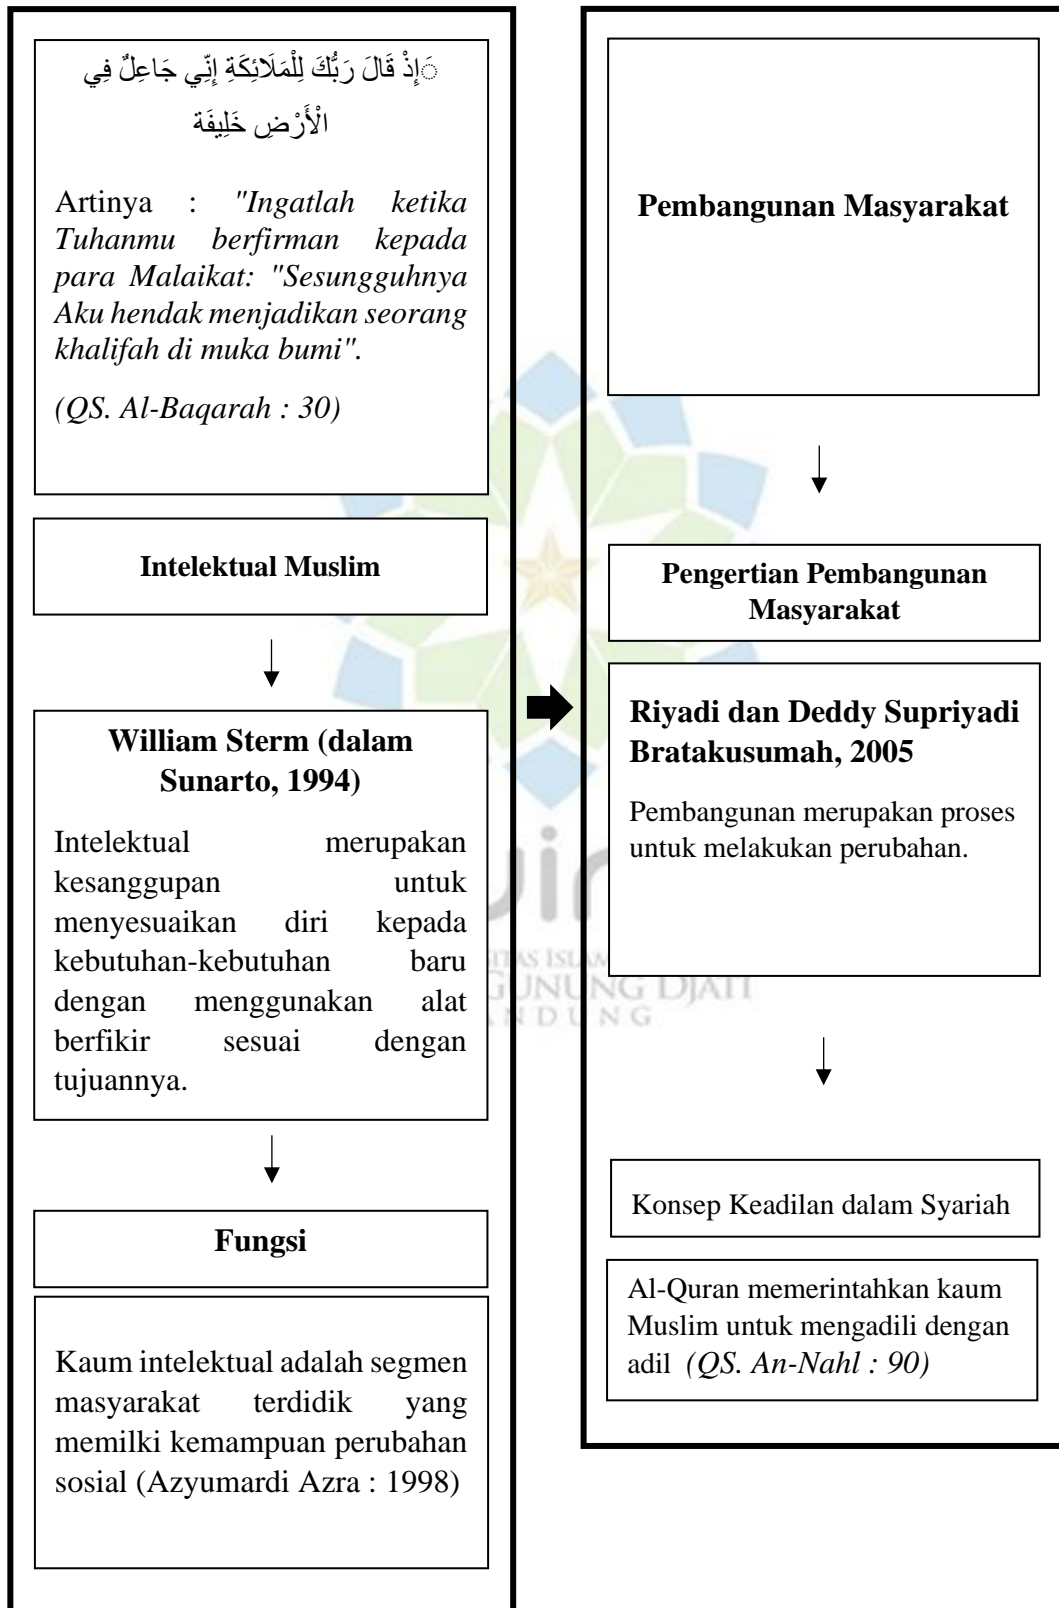 َإِذْ قَالَ رَبُّكَ لِلْمَلَائِكَةِ إِنِّي جَاعِلٌ فِي
الْأَرْضِ خَلِيفَة
Artinya : "Ingatlah ketika
Tuhanmu berfirman kepada
para Malaikat: "Sesungguhnya
Aku hendak menjadikan seorang
khalifah di muka bumi".
(QS. Al-Baqarah : 30)
Intelektual Muslim
William Sterm (dalam
Sunarto, 1994)
Intelektual merupakan
kesanggupan untuk
menyesuaikan diri kepada
kebutuhan-kebutuhan baru
dengan menggunakan alat
berfikir sesuai dengan
tujuannya.
Fungsi
Kaum intelektual adalah segmen
masyarakat terdidik yang
memilki kemampuan perubahan
sosial (Azyumardi Azra : 1998)
Pembangunan Masyarakat
Pengertian Pembangunan
Masyarakat
Riyadi dan Deddy Supriyadi
Bratakusumah, 2005
Pembangunan merupakan proses
untuk melakukan perubahan.
Konsep Keadilan dalam Syariah
Al-Quran memerintahkan kaum
Muslim untuk mengadili dengan
adil (QS. An-Nahl : 90)
GUNUNG DJATI